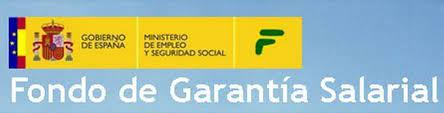 GOBIERNO
DE ESPAÑA
MINISTERIO
DE EMPLEO
Y SEGURIDAD SOCIAL
Fondo de Garantía Salarial